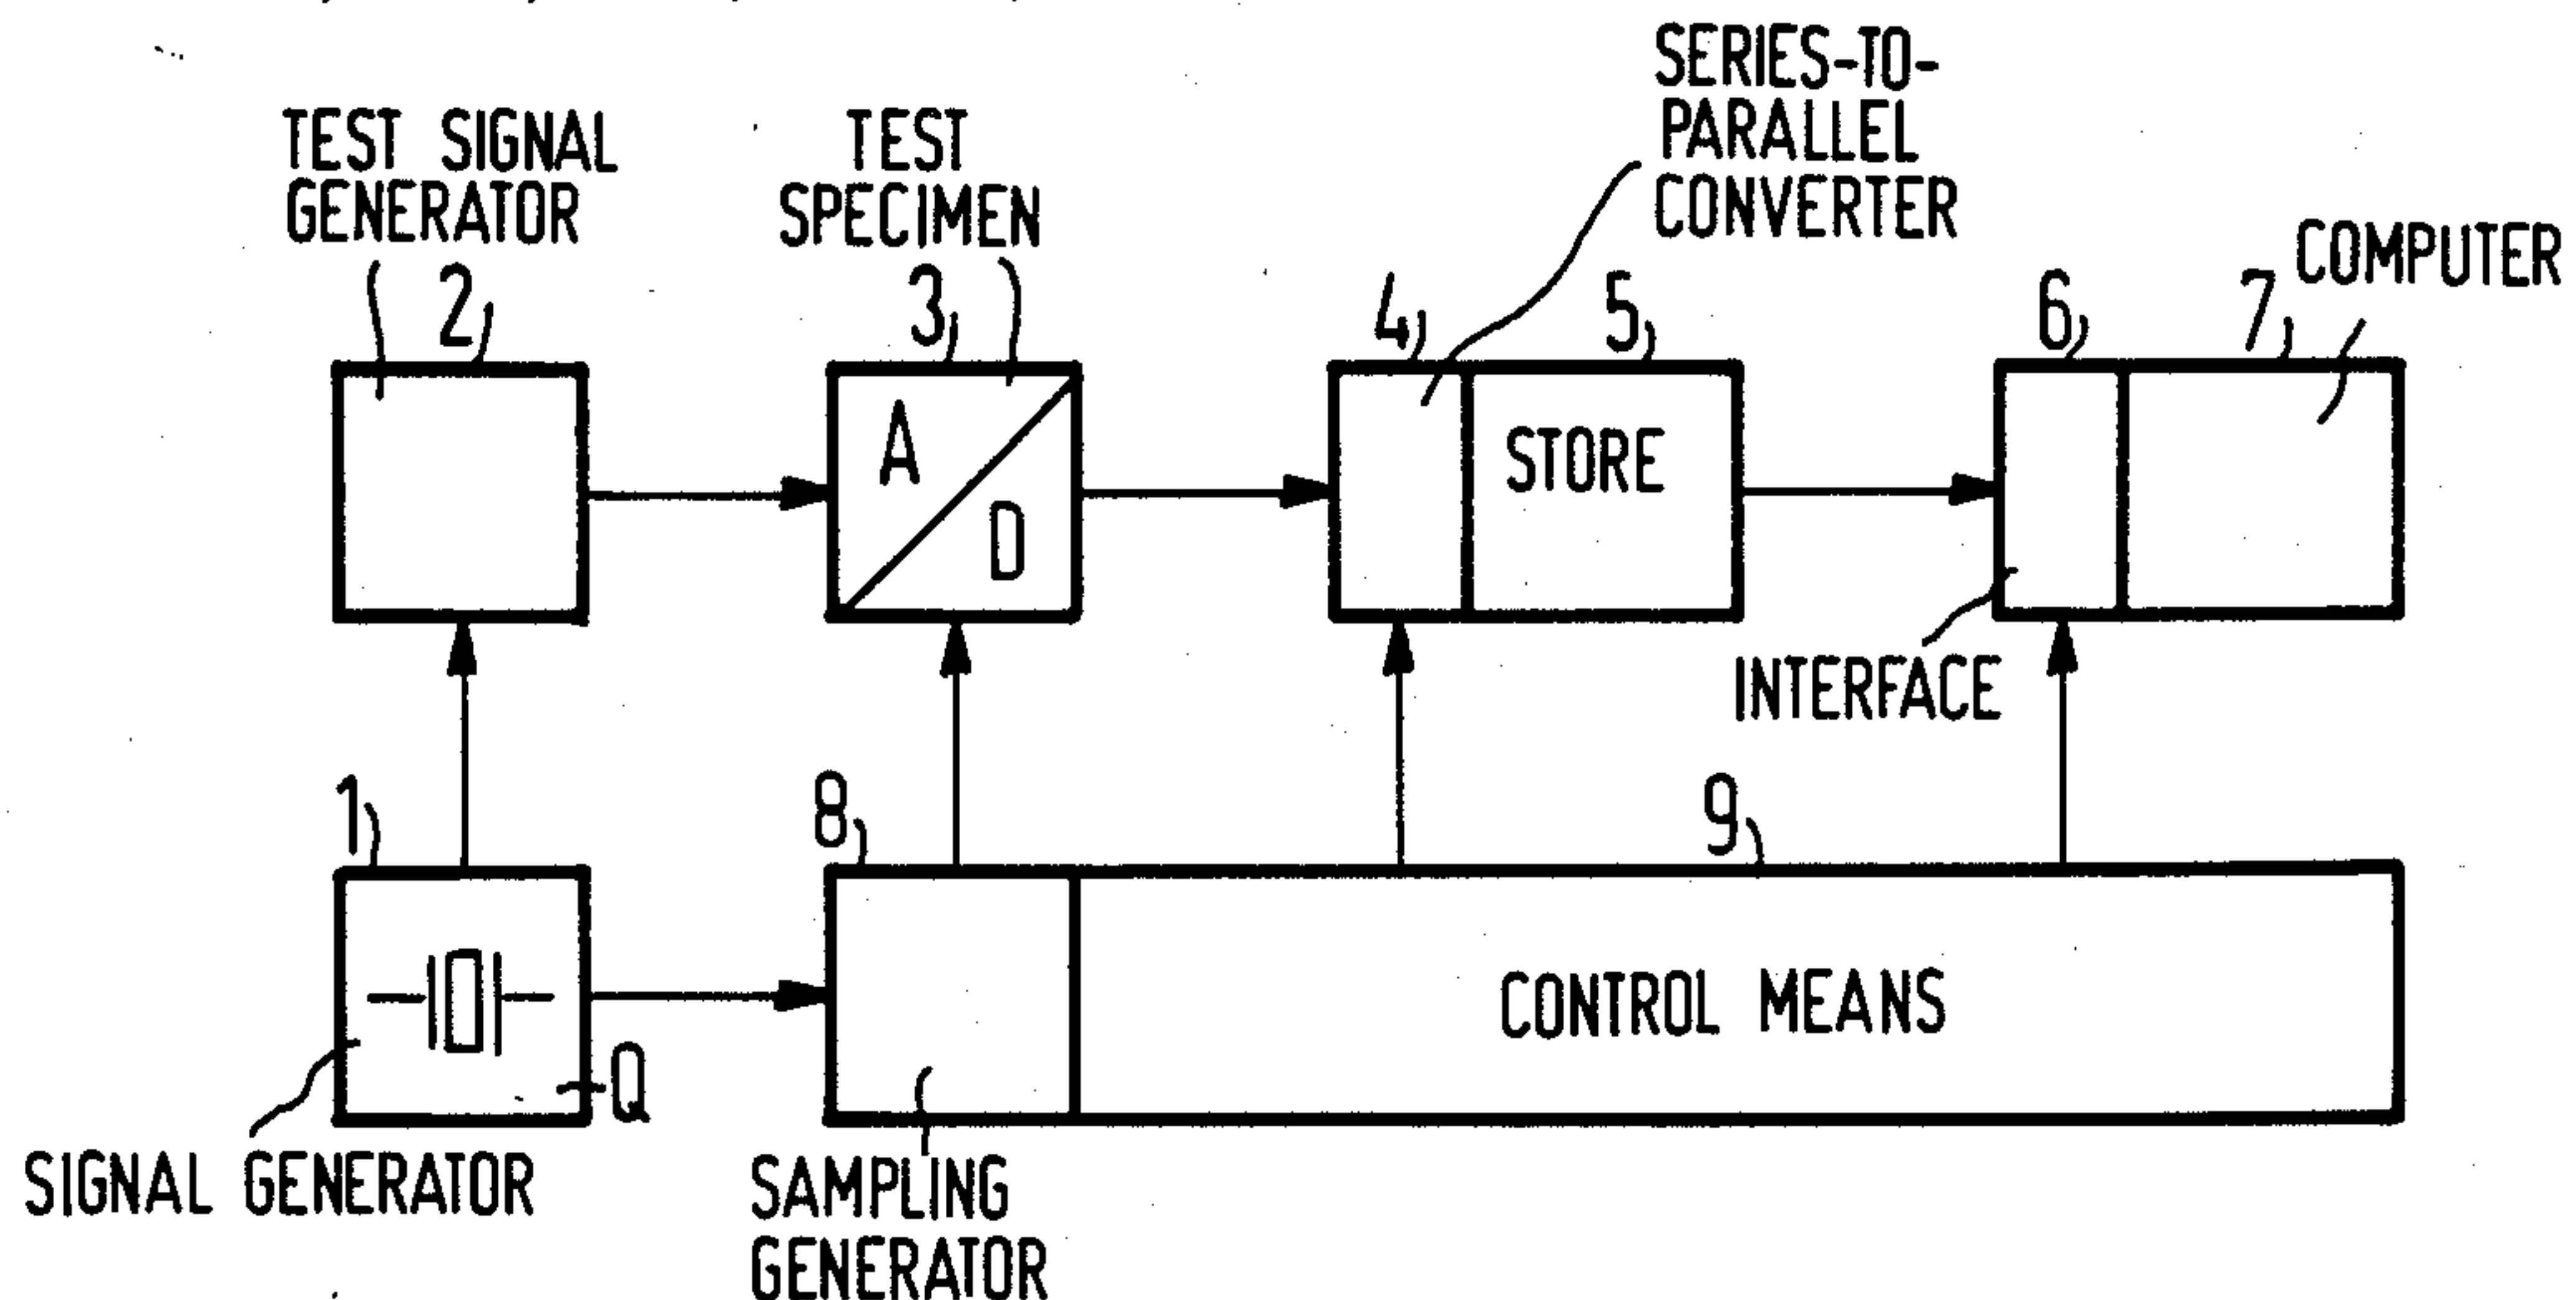 SERIES-TO-
PARALLEL
CONVERTER
TEST SIGNAL
GENERATOR
TEST
SPECIMEN
COMPUTER
2
3
4
5
6
7
A
D
STORE
INTERFACE
1
8
9
Q
CONTROL MEANS
SIGNAL GENERATOR
SAMPLING
GENERATOR